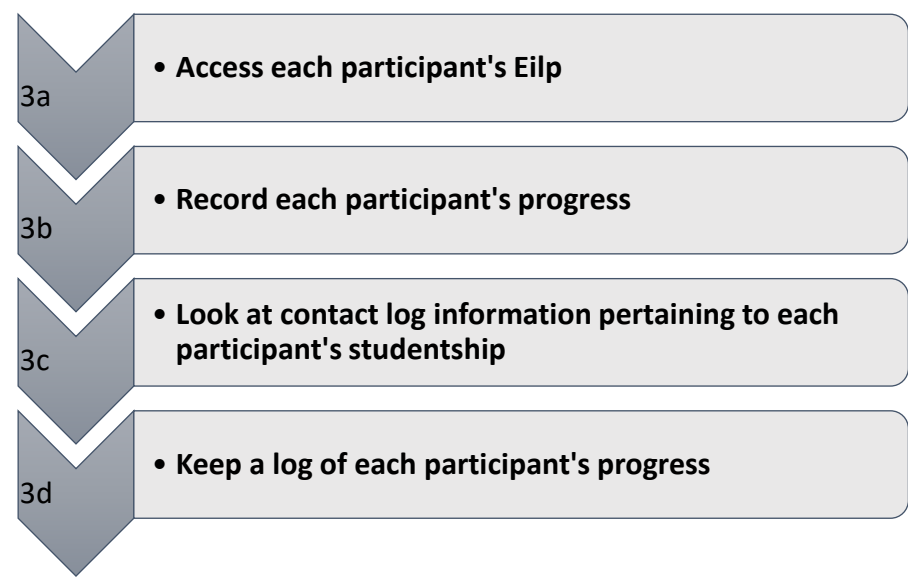 3a
• Access each participant's Eilp
3b
• Record each participant's progress
3c
• Look at contact log information pertaining to each
participant's studentship
3d
• Keep a log of each participant's progress